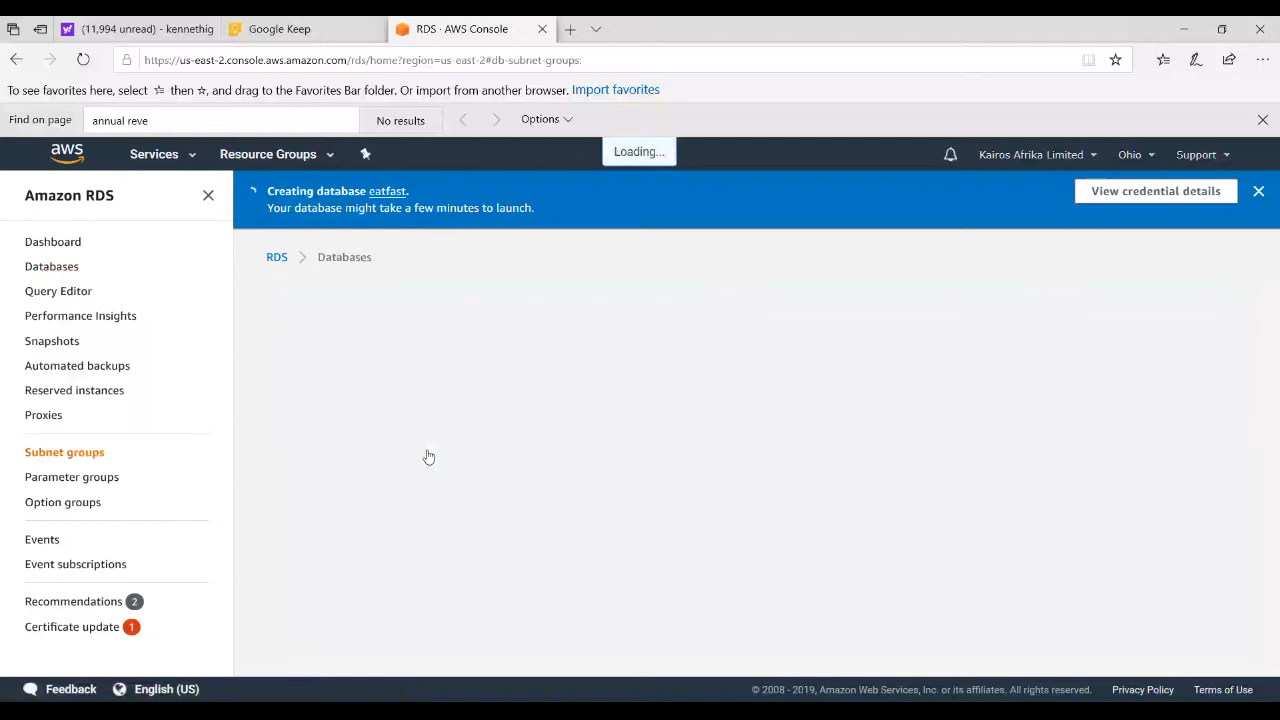 (11,994 unread) - kennethig
Google Keep
RDS · AWS Console
https://us-east-2.console.aws.amazon.com/rds/home?region=us-east-2#db-subnet-groups:
To see favorites here, select ☆ then ☆, and drag to the Favorites Bar folder. Or import from another browser. Import favorites
Find on page
annual reve
No results
Options
aws
Services
Resource Groups
Loading...
Kairos Afrika Limited
Ohio
Support
Amazon RDS
Creating database eatfast.
Your database might take a few minutes to launch.
View credential details
RDS > Databases
Dashboard
Databases
Query Editor
Performance Insights
Snapshots
Automated backups
Reserved instances
Proxies
Subnet groups
Parameter groups
Option groups
Events
Event subscriptions
Recommendations 2
Certificate update 1
Feedback
English (US)
© 2008 - 2019, Amazon Web Services, Inc. or its affiliates. All rights reserved.
Privacy Policy
Terms of Use